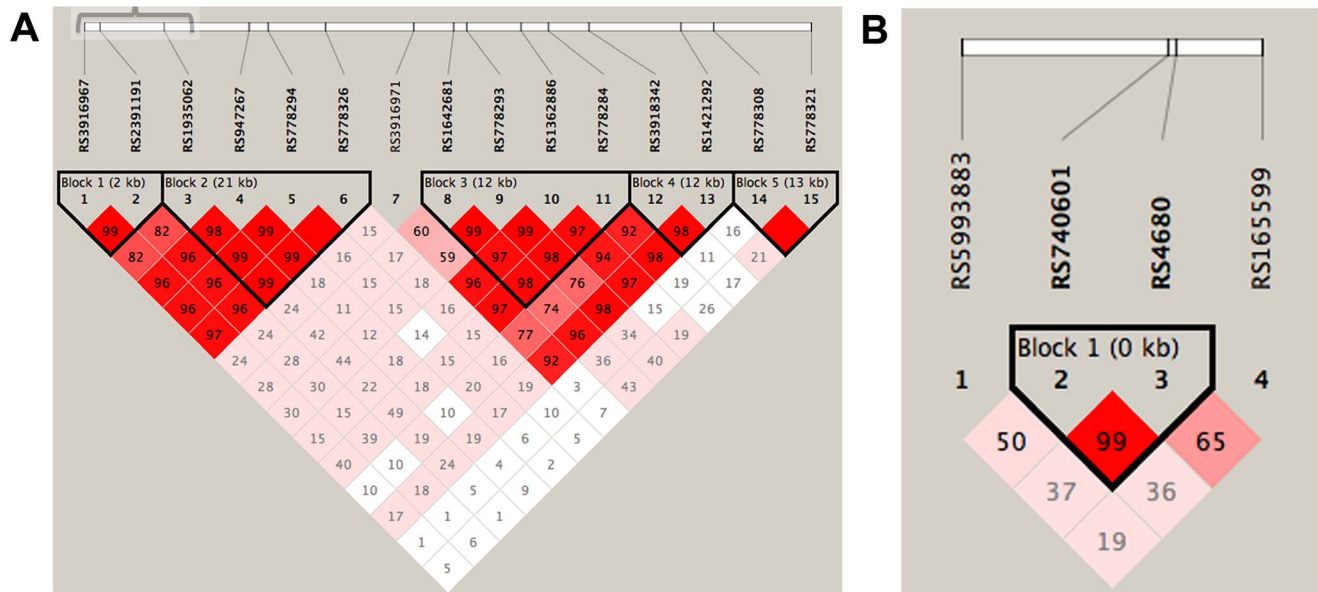 A
RS3916967
RS2391191
RS1935062
RS947267
RS778294
RS778326
RS3916971
RS1642681
RS778293
RS1362886
RS778284
RS3918342
RS1421292
RS778308
RS778321
Block 1 (2 kb) Block 2 (21 kb) Block 3 (12 kb) Block 4 (12 kb) Block 5 (13 kb)
1 2 3 4 5 6 7 8 9 10 11 12 13 14 15
99 82 98 99 15 60 99 99 97 92 98 16
82 96 99 99 16 17 59 97 98 94 98 11 21
96 96 99 18 15 18 96 98 76 97 19 17
96 96 24 11 15 16 97 74 98 15 26
97 24 42 12 14 15 77 96 34 19
24 28 44 18 15 16 92 36 40
28 30 22 18 20 19 3 43
30 15 49 10 17 10 7
15 39 19 19 6 5
40 10 24 4 2
10 18 5 9
17 1 1
1 6
5
B
RS5993883
RS740601
RS4680
RS165599
Block 1 (0 kb)
1 2 3 4
50 99 65
37 36
19